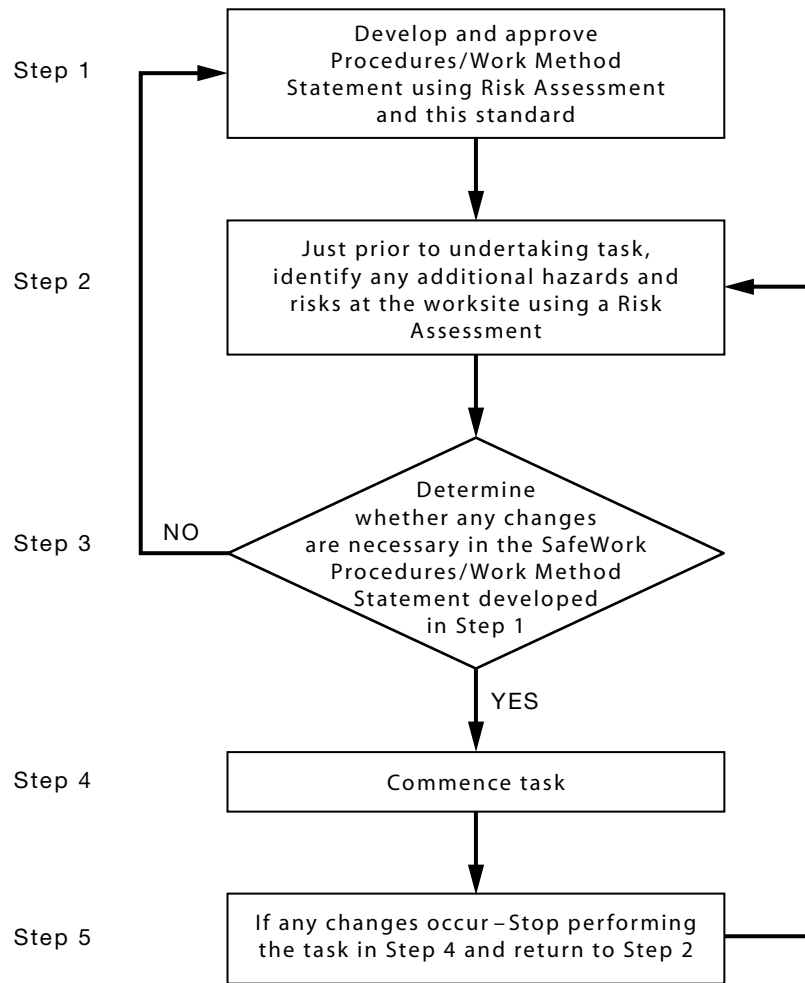 Step 1
Develop and approve
Procedures/Work Method
Statement using Risk Assessment
and this standard
Step 2
Just prior to undertaking task,
identify any additional hazards and
risks at the worksite using a Risk
Assessment
Step 3
NO
Determine
whether any changes
are necessary in the SafeWork
Procedures/Work Method
Statement developed
in Step 1
YES
Step 4
Commence task
Step 5
If any changes occur–Stop performing
the task in Step 4 and return to Step 2